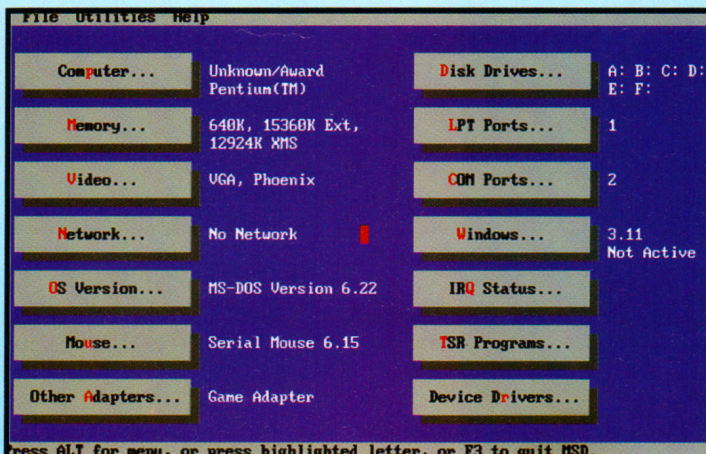 File Utilities Help
Computer... Unknown/Award Disk Drives... A: B: C: D:
Pentium(TM) E: F:
Memory... 640K, 15360K Ext, LPT Ports... 1
12924K XMS
Video... VGA, Phoenix COM Ports... 2
Network... No Network Windows... 3.11
Not Active
OS Version... MS-DOS Version 6.22 IRQ Status...
Mouse... Serial Mouse 6.15 TSR Programs...
Other Adapters... Game Adapter Device Drivers...
Press ALT for menu, or press highlighted letter, or F3 to quit MSD.